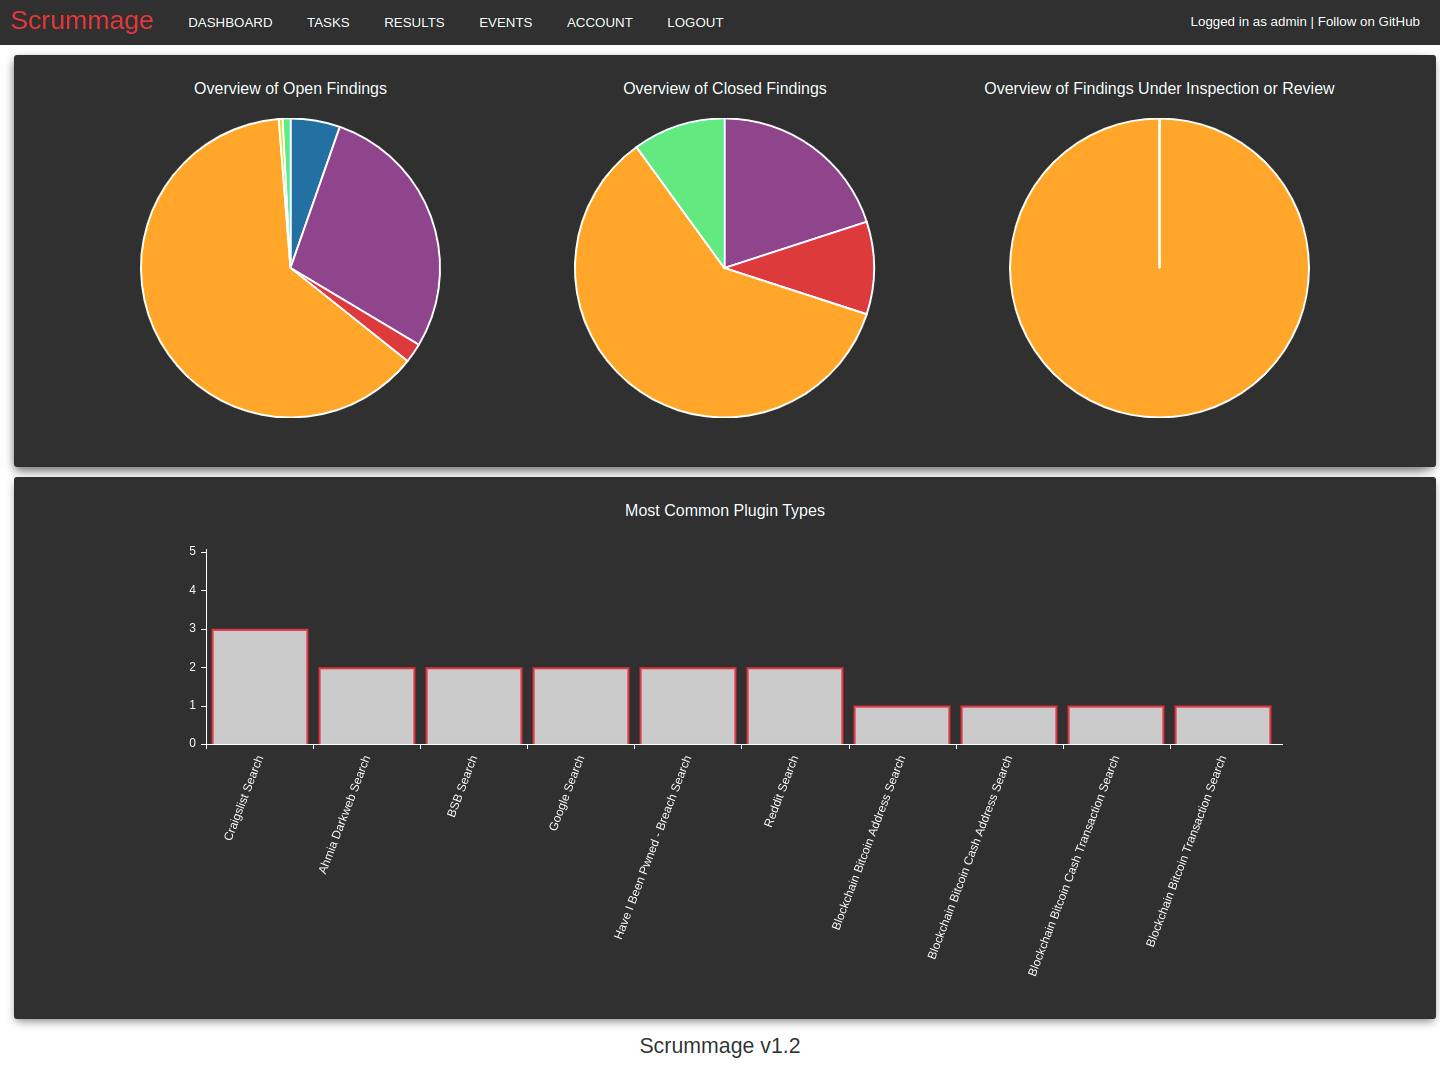 Scrummage DASHBOARD TASKS RESULTS EVENTS ACCOUNT LOGOUT Logged in as admin | Follow on GitHub
Overview of Open Findings
Overview of Closed Findings
Overview of Findings Under Inspection or Review
Most Common Plugin Types
5
4
3
2
1
0
Craigslist Search
Ahmia Darkweb Search
BSB Search
Google Search
Have I Been Pwned - Breach Search
Reddit Search
Blockchain Bitcoin Address Search
Blockchain Bitcoin Cash Address Search
Blockchain Bitcoin Cash Transaction Search
Blockchain Bitcoin Transaction Search
Scrummage v1.2